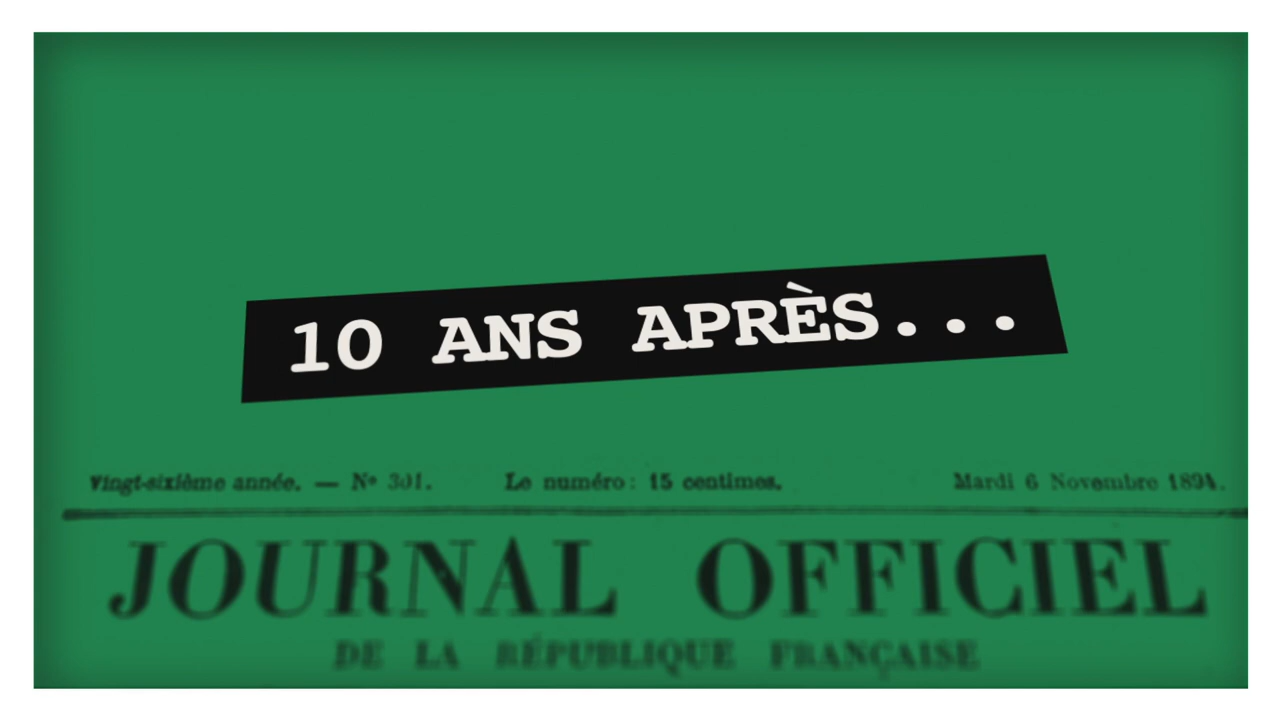 10 ANS APRÈS...
Vingt-sixième année. — Nº 301. Le numéro: 15 centimes. Mardi 6 Novembre 1894.
JOURNAL OFFICIEL
DE LA RÉPUBLIQUE FRANÇAISE